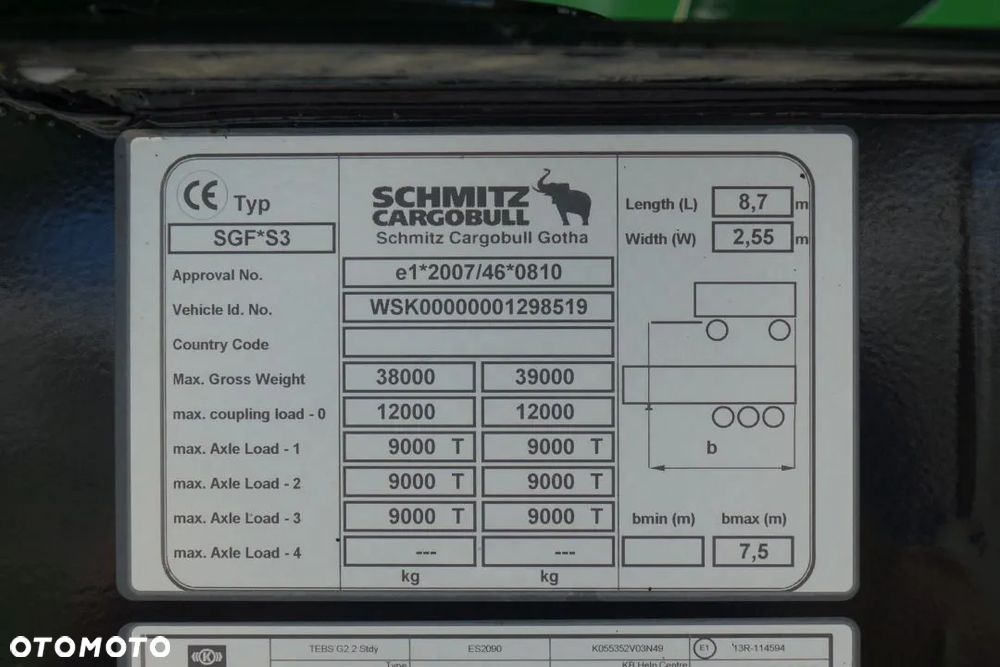 CE Typ
SGF*S3
SCHMITZ
CARGOBULL
Schmitz Cargobull Gotha
Length (L) 8,7 m
Width (W) 2,55 m
Approval No. e1*2007/46*0810
Vehicle Id. No. WSK00000001298519
Country Code
Max. Gross Weight 38000 39000
max. coupling load - 0 12000 12000
max. Axle Load - 1 9000 T 9000 T
max. Axle Load - 2 9000 T 9000 T
max. Axle Load - 3 9000 T 9000 T
max. Axle Load - 4 --- ---
kg kg
b
bmin (m) bmax (m)
7,5
OTOMOTO
K
TEBS G2.2 Stdy ES2090 K055352V03N49 E1 13R-114594
Type KB Help Centre